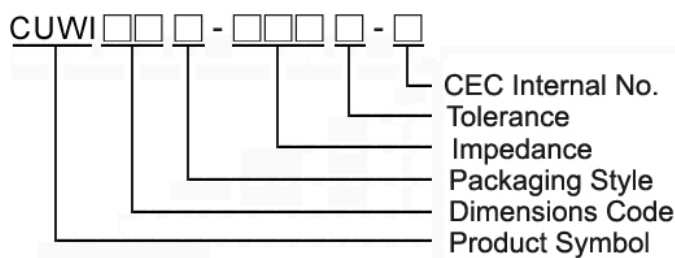 CUWI□□ □ - □□□ □ - □
CEC Internal No.
Tolerance
Impedance
Packaging Style
Dimensions Code
Product Symbol